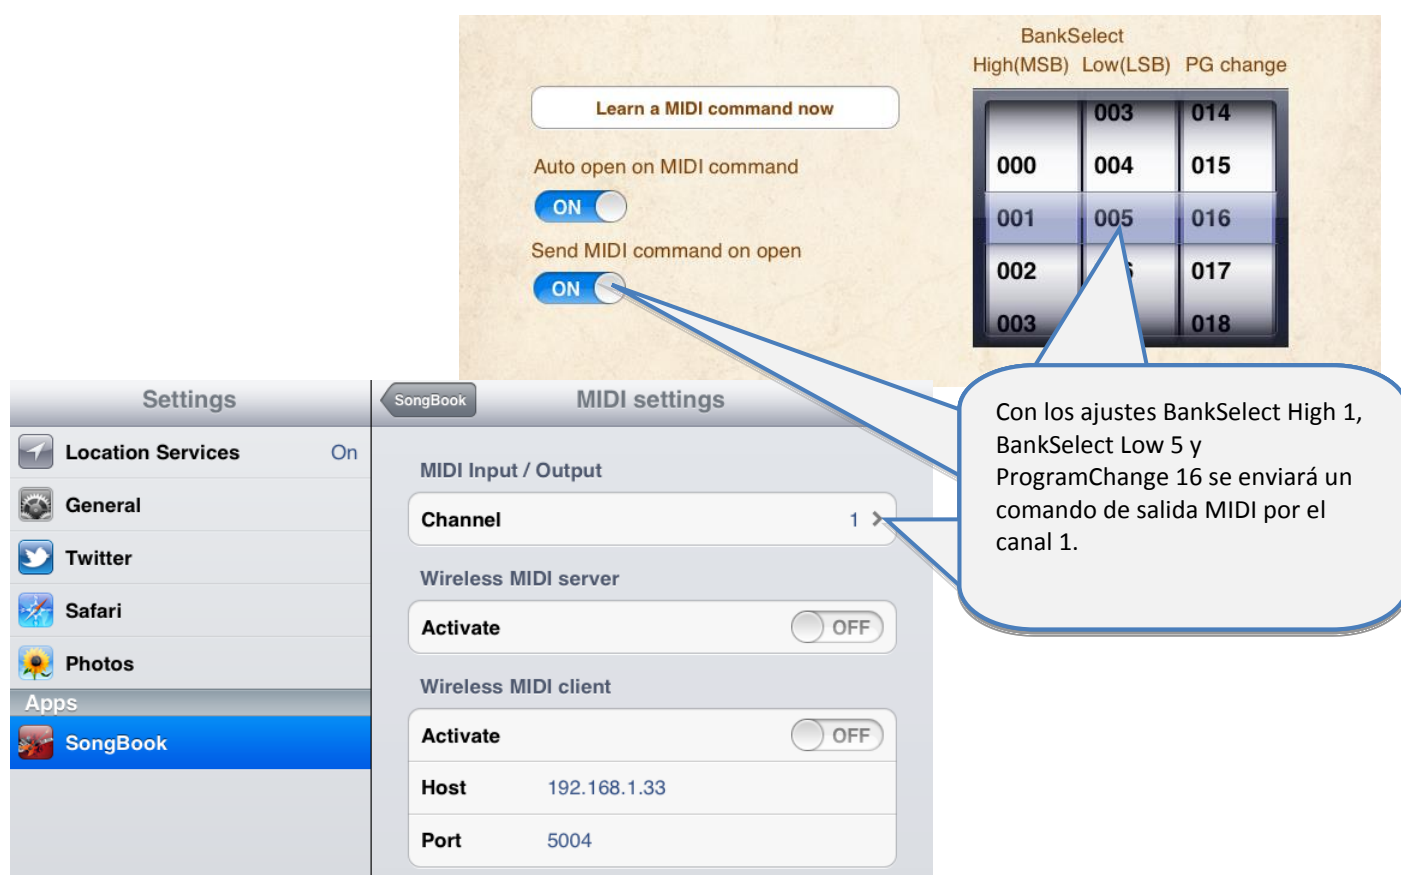 BankSelect
High(MSB) Low(LSB) PG change
Learn a MIDI command now
Auto open on MIDI command
ON
Send MIDI command on open
ON
003 014
000 004 015
001 005 016
002 017
003 018
Settings
Location Services On
General
Twitter
Safari
Photos
Apps
SongBook
SongBook MIDI settings
MIDI Input / Output
Channel 1
Wireless MIDI server
Activate OFF
Wireless MIDI client
Activate OFF
Host 192.168.1.33
Port 5004
Con los ajustes BankSelect High 1,
BankSelect Low 5 y
ProgramChange 16 se enviará un
comando de salida MIDI por el
canal 1.